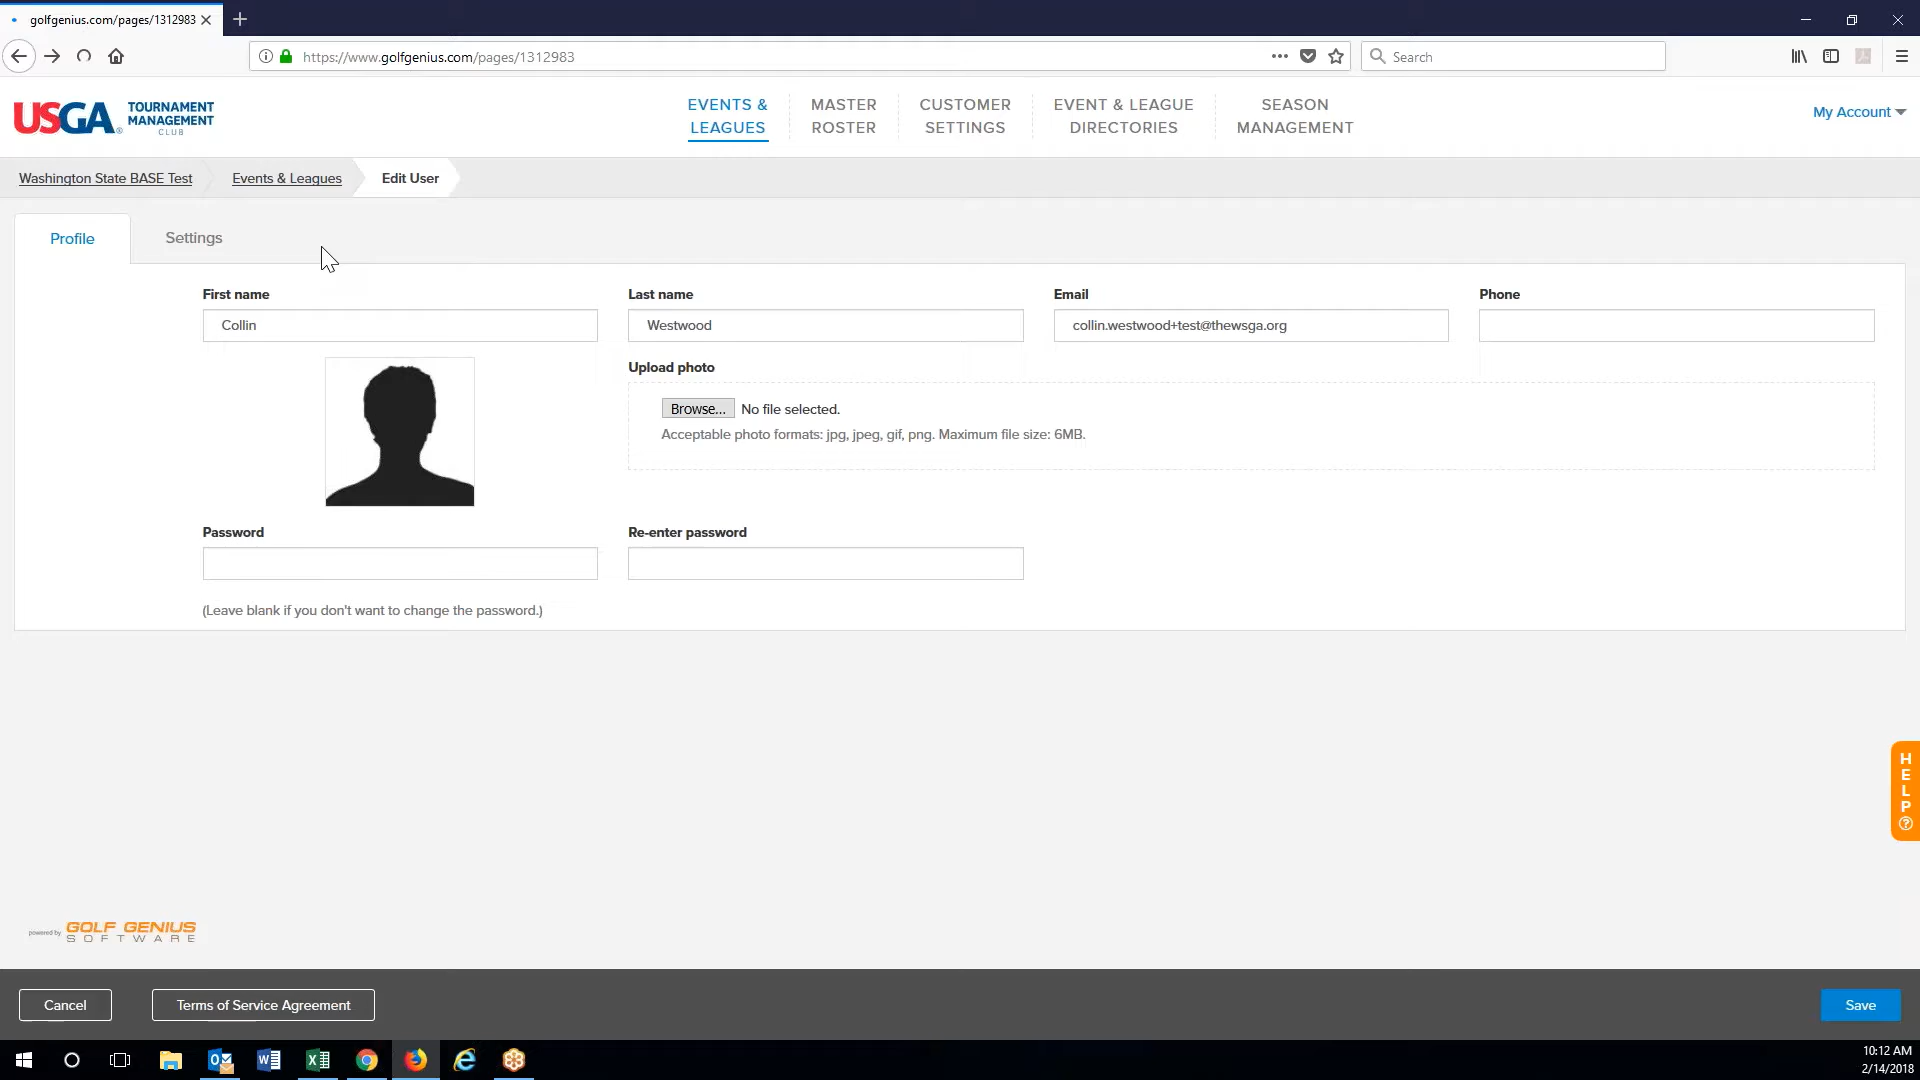 golfgenius.com/pages/1312983
https://www.golfgenius.com/pages/1312983
Search
USGA
TOURNAMENT
MANAGEMENT
CLUB
EVENTS &
LEAGUES
MASTER
ROSTER
CUSTOMER
SETTINGS
EVENT & LEAGUE
DIRECTORIES
SEASON
MANAGEMENT
My Account
Washington State BASE Test
Events & Leagues
Edit User
Profile
Settings
First name
Last name
Email
Phone
Collin
Westwood
collin.westwood+test@thewsga.org
Upload photo
Browse... No file selected.
Acceptable photo formats: jpg, jpeg, gif, png. Maximum file size: 6MB.
Password
Re-enter password
(Leave blank if you don't want to change the password.)
HELP
powered by GOLF GENIUS
SOFTWARE
Cancel
Terms of Service Agreement
Save
10:12 AM
2/14/2018